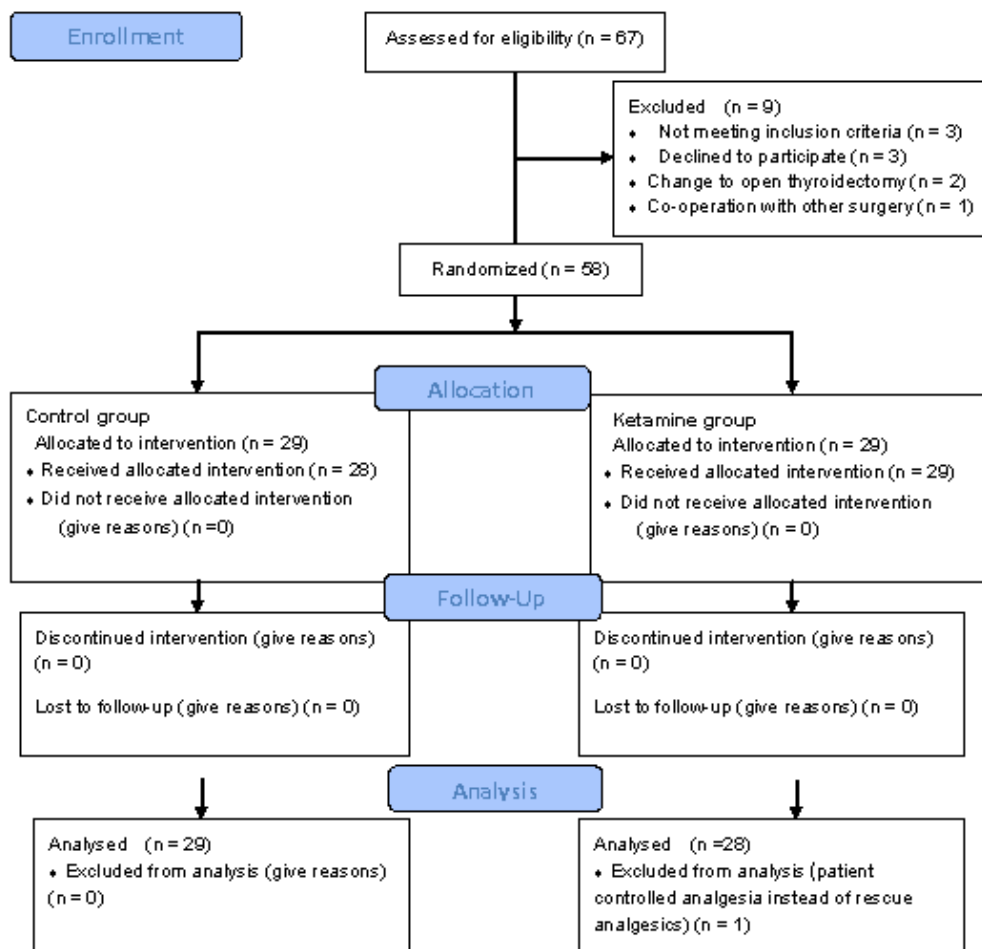 Enrollment
Assessed for eligibility (n = 67)
Excluded (n = 9)
♦ Not meeting inclusion criteria (n = 3)
♦ Declined to participate (n = 3)
♦ Change to open thyroidectomy (n = 2)
♦ Co-operation with other surgery (n = 1)
Randomized (n = 58)
Allocation
Control group
Allocated to intervention (n = 29)
♦ Received allocated intervention (n = 28)
♦ Did not receive allocated intervention
(give reasons) (n =0)
Ketamine group
Allocated to intervention (n = 29)
♦ Received allocated intervention (n = 29)
♦ Did not receive allocated intervention
(give reasons) (n = 0)
Follow-Up
Discontinued intervention (give reasons)
(n = 0)
Lost to follow-up (give reasons) (n = 0)
Discontinued intervention (give reasons)
(n = 0)
Lost to follow-up (give reasons) (n = 0)
Analysis
Analysed (n = 29)
♦ Excluded from analysis (give reasons)
(n = 0)
Analysed (n =28)
♦ Excluded from analysis (patient
controlled analgesia instead of rescue
analgesics) (n = 1)